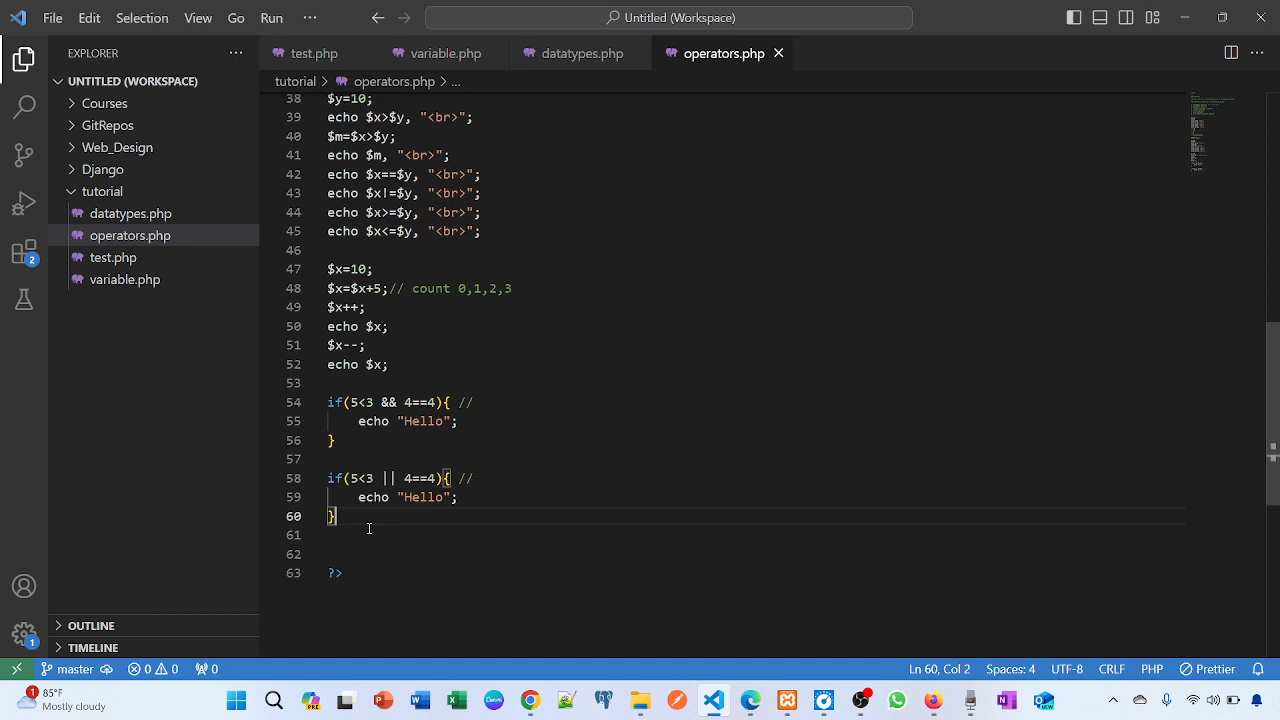 File Edit Selection View Go Run ··· Untitled (Workspace)
EXPLORER ···
UNTITLED (WORKSPACE)
Courses
GitRepos
Web_Design
Django
tutorial
datatypes.php
operators.php
test.php
variable.php
OUTLINE
TIMELINE
2
1
test.php variable.php datatypes.php operators.php
tutorial > operators.php > ...
38 $y=10;
39 echo $x>$y, "<br>";
40 $m=$x>$y;
41 echo $m, "<br>";
42 echo $x==$y, "<br>";
43 echo $x!=$y, "<br>";
44 echo $x>=$y, "<br>";
45 echo $x<=$y, "<br>";
46
47 $x=10;
48 $x=$x+5;// count 0,1,2,3
49 $x++;
50 echo $x;
51 $x--;
52 echo $x;
53
54 if(5<3 && 4==4){ //
55 echo "Hello";
56 }
57
58 if(5<3 || 4==4){ //
59 echo "Hello";
60 }
61
62
63 ?>
master 0 0 0 Ln 60, Col 2 Spaces: 4 UTF-8 CRLF PHP Prettier
1 85°F
Mostly cloudy
PRE
NEW